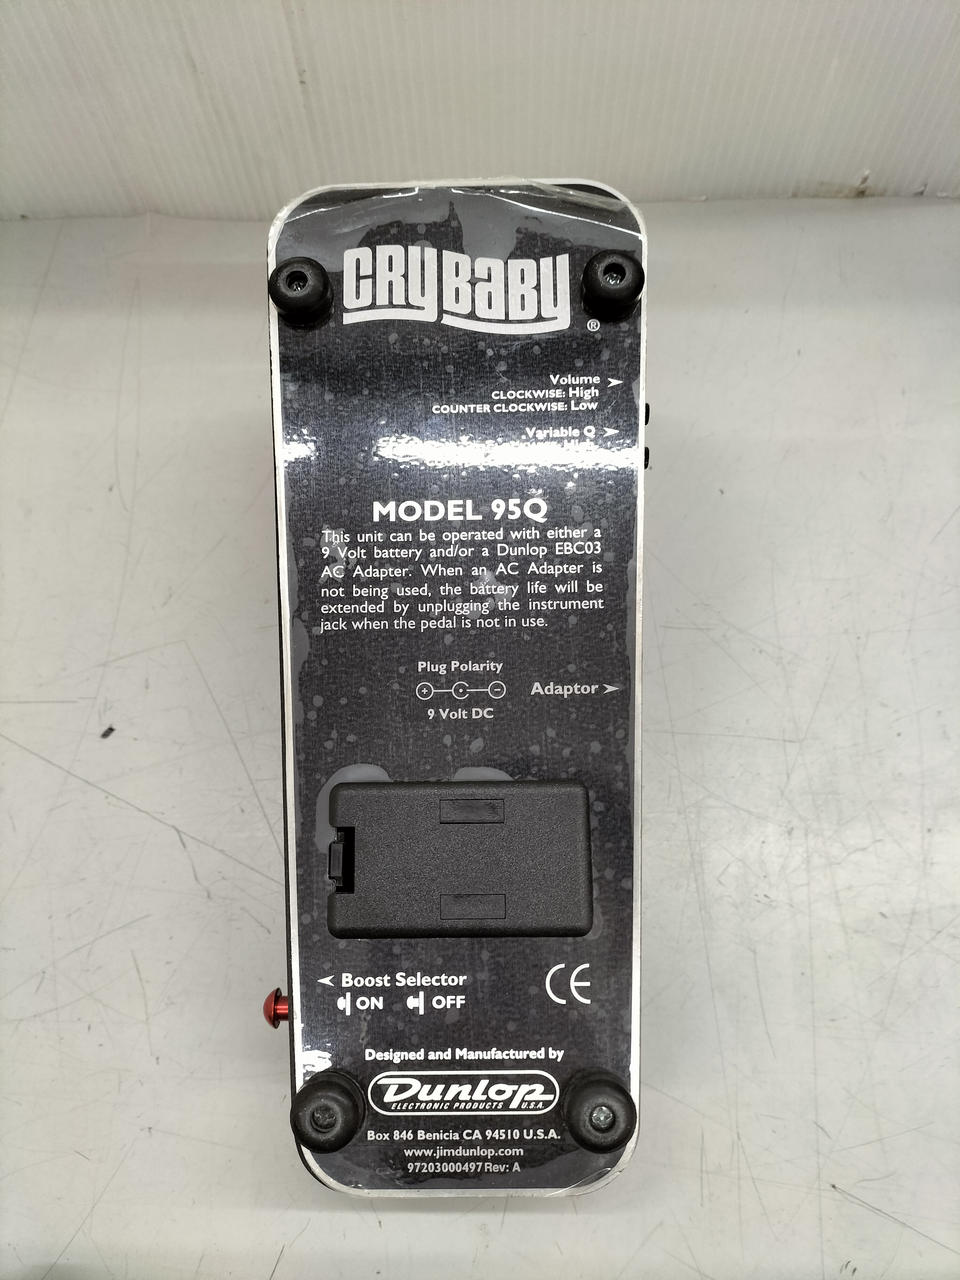 CRYBABY
®
Volume
CLOCKWISE: High
COUNTER CLOCKWISE: Low
Variable Q
MODEL 95Q
This unit can be operated with either a
9 Volt battery and/or a Dunlop EBC03
AC Adapter. When an AC Adapter is
not being used, the battery life will be
extended by unplugging the instrument
jack when the pedal is not in use.
Plug Polarity
+ -
Adaptor
9 Volt DC
Boost Selector
ON OFF
CE
Designed and Manufactured by
Dunlop
ELECTRONIC PRODUCTS U.S.A.
Box 846 Benicia CA 94510 U.S.A.
www.jimdunlop.com
97203000497 Rev: A